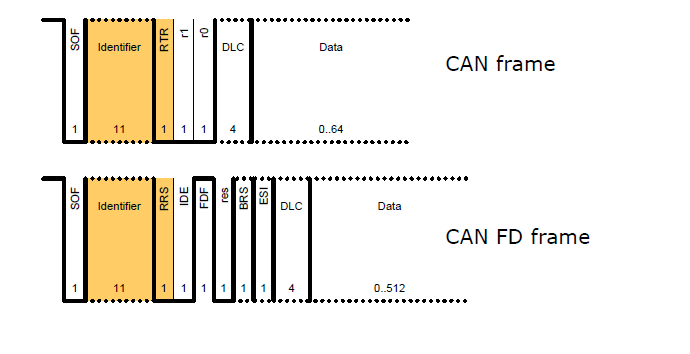 SOF
Identifier
RTR
r1
r0
DLC
Data
1
11
1
1
1
4
0..64
CAN frame
SOF
Identifier
RRS
IDE
FDF
res
BRS
ESI
DLC
Data
1
11
1
1
1
1
1
1
4
0..512
CAN FD frame